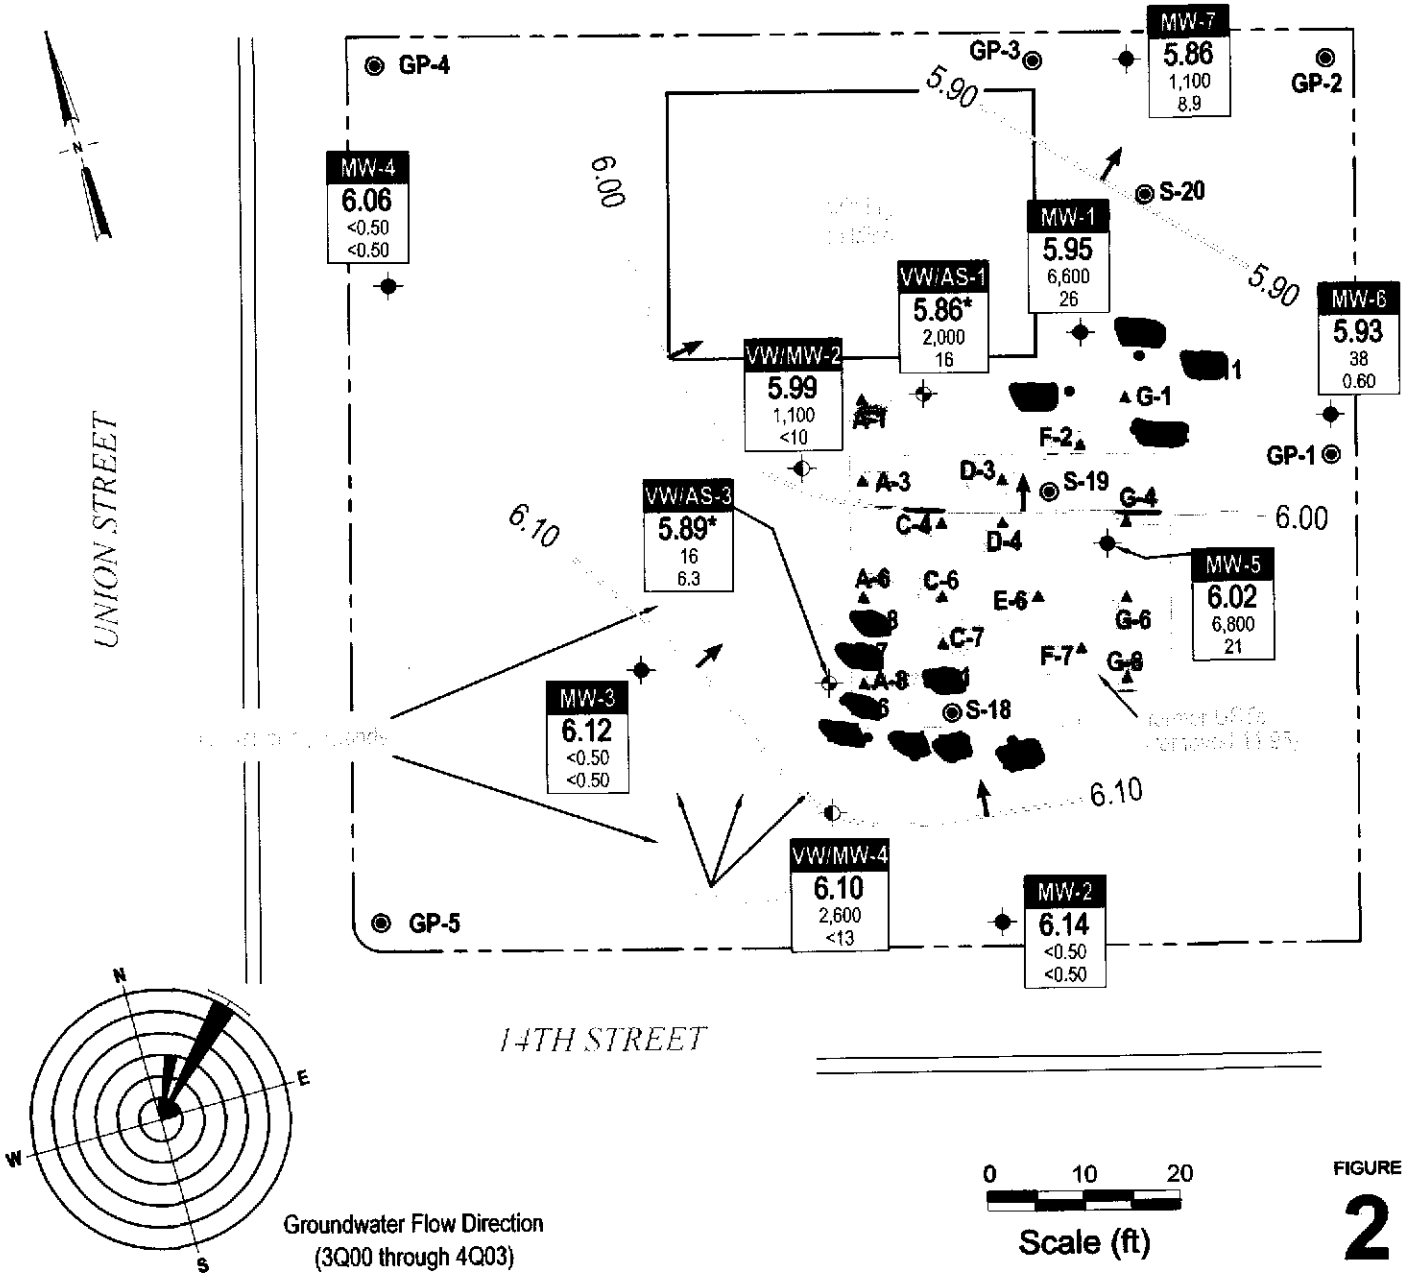 MW-7
5.86
1,100
8.9
GP-4
GP-3
GP-2
5.90
N
MW-4
6.06
<0.50
<0.50
6.00
S-20
MW-1
5.95
6,600
26
VW/AS-1
5.86*
2,000
16
5.90
MW-6
5.93
38
0.60
VW/MW-2
5.99
1,100
<10
G-1
A-1
F-2
GP-1
UNION STREET
VW/AS-3
5.89*
16
6.3
A-3
D-3
S-19
G-4
6.10
C-4
D-4
6.00
MW-5
6.02
6,800
21
A-6
C-6
E-6
G-6
8
7
C-7
F-7
G-8
A-8
1
6
S-18
MW-3
6.12
<0.50
<0.50
removed
6.10
VW/MW-4
6.10
2,600
<13
MW-2
6.14
<0.50
<0.50
GP-5
14TH STREET
N
E
W
S
Groundwater Flow Direction
(3Q00 through 4Q03)
0 10 20
Scale (ft)
FIGURE
2